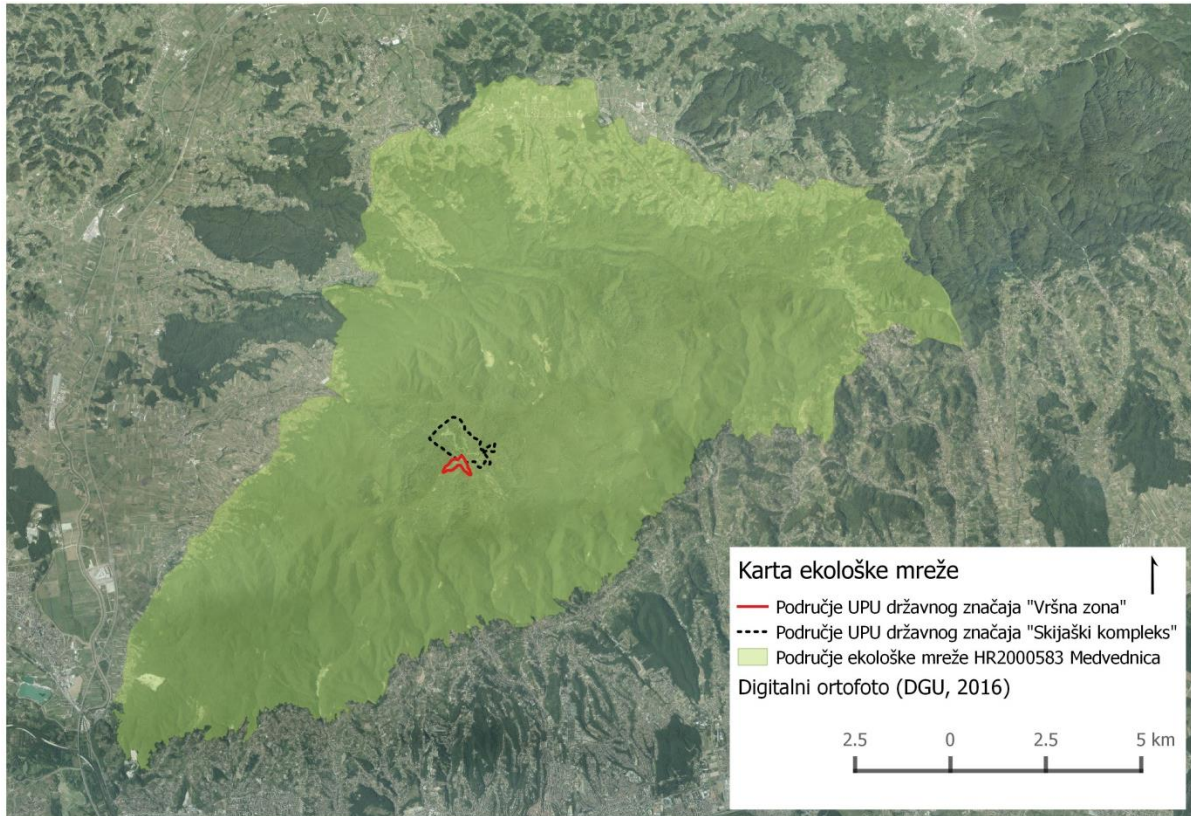 Karta ekološke mreže
Područje UPU državnog značaja "Vršna zona"
Područje UPU državnog značaja "Skijaški kompleks"
Područje ekološke mreže HR2000583 Medvednica
Digitalni ortofoto (DGU, 2016)
2.5 0 2.5 5 km